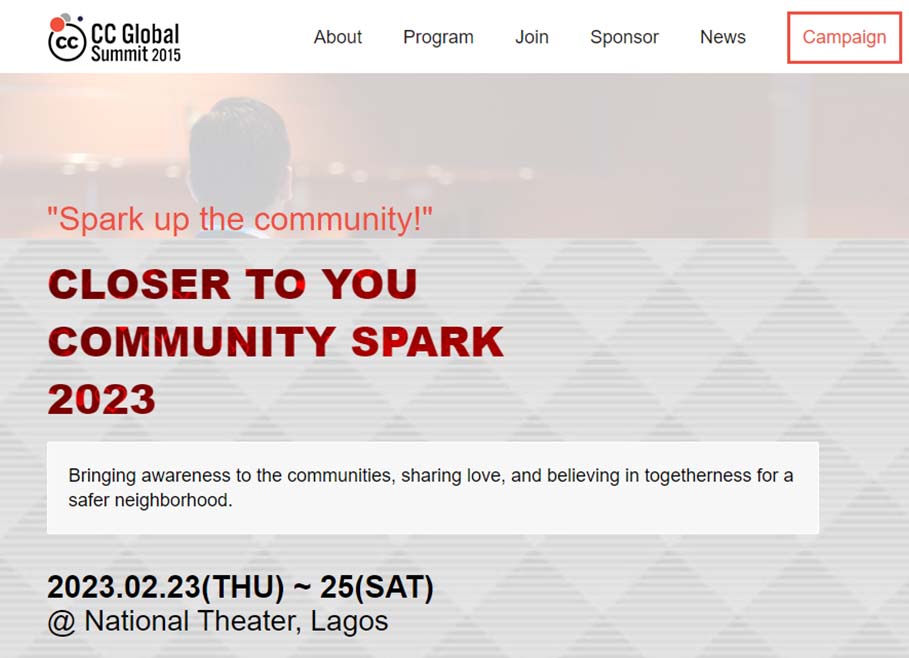 CC Global
Summit 2015
cc
About
Program
Join
Sponsor
News
Campaign
"Spark up the community!"
CLOSER TO YOU
COMMUNITY SPARK
2023
Bringing awareness to the communities, sharing love, and believing in togetherness for a
safer neighborhood.
2023.02.23(THU) ~ 25(SAT)
@ National Theater, Lagos